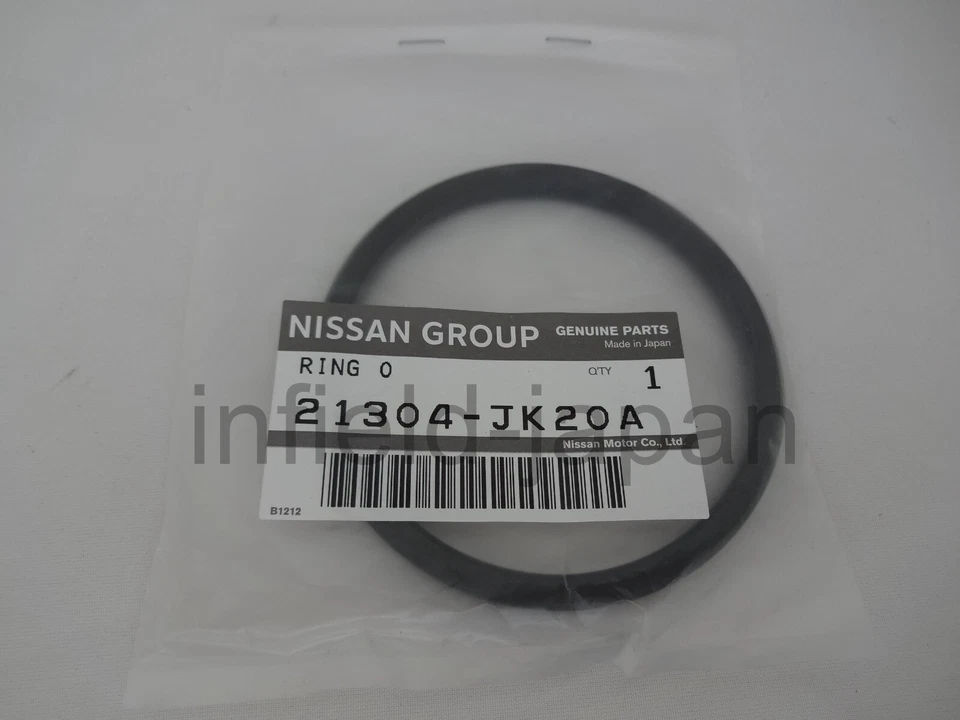 NISSAN GROUP GENUINE PARTS
Made in Japan
RING O QTY 1
21304-JK20A
infield-japan
Nissan Motor Co., Ltd.
B1212